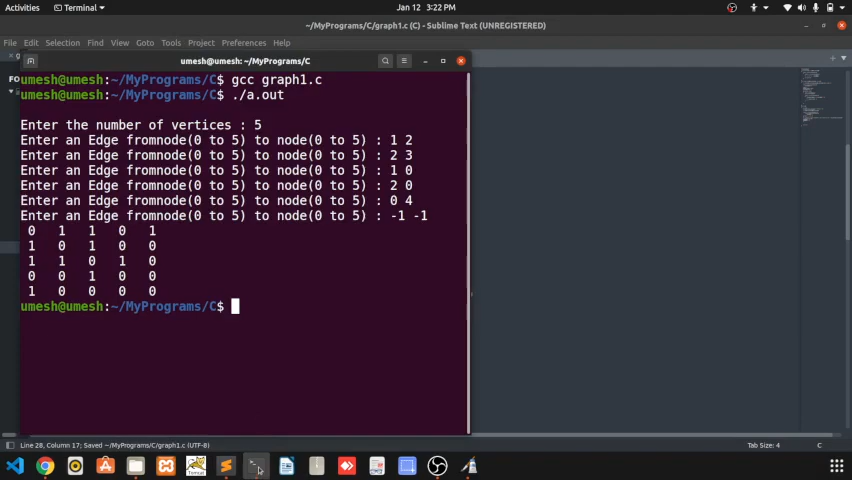 Activities Terminal Jan 12 3:22 PM
~/MyPrograms/C/graph1.c (C) - Sublime Text (UNREGISTERED)
File Edit Selection Find View Goto Tools Project Preferences Help
umesh@umesh: ~/MyPrograms/C
FO
umesh@umesh:~/MyPrograms/C$ gcc graph1.c
umesh@umesh:~/MyPrograms/C$ ./a.out
Enter the number of vertices : 5
Enter an Edge fromnode(0 to 5) to node(0 to 5) : 1 2
Enter an Edge fromnode(0 to 5) to node(0 to 5) : 2 3
Enter an Edge fromnode(0 to 5) to node(0 to 5) : 1 0
Enter an Edge fromnode(0 to 5) to node(0 to 5) : 2 0
Enter an Edge fromnode(0 to 5) to node(0 to 5) : 0 4
Enter an Edge fromnode(0 to 5) to node(0 to 5) : -1 -1
0 1 1 0 1
1 0 1 0 0
1 1 0 1 0
0 0 1 0 0
1 0 0 0 0
umesh@umesh:~/MyPrograms/C$
Line 28, Column 17; Saved ~/MyPrograms/C/graph1.c (UTF-8) Tab Size: 4 C